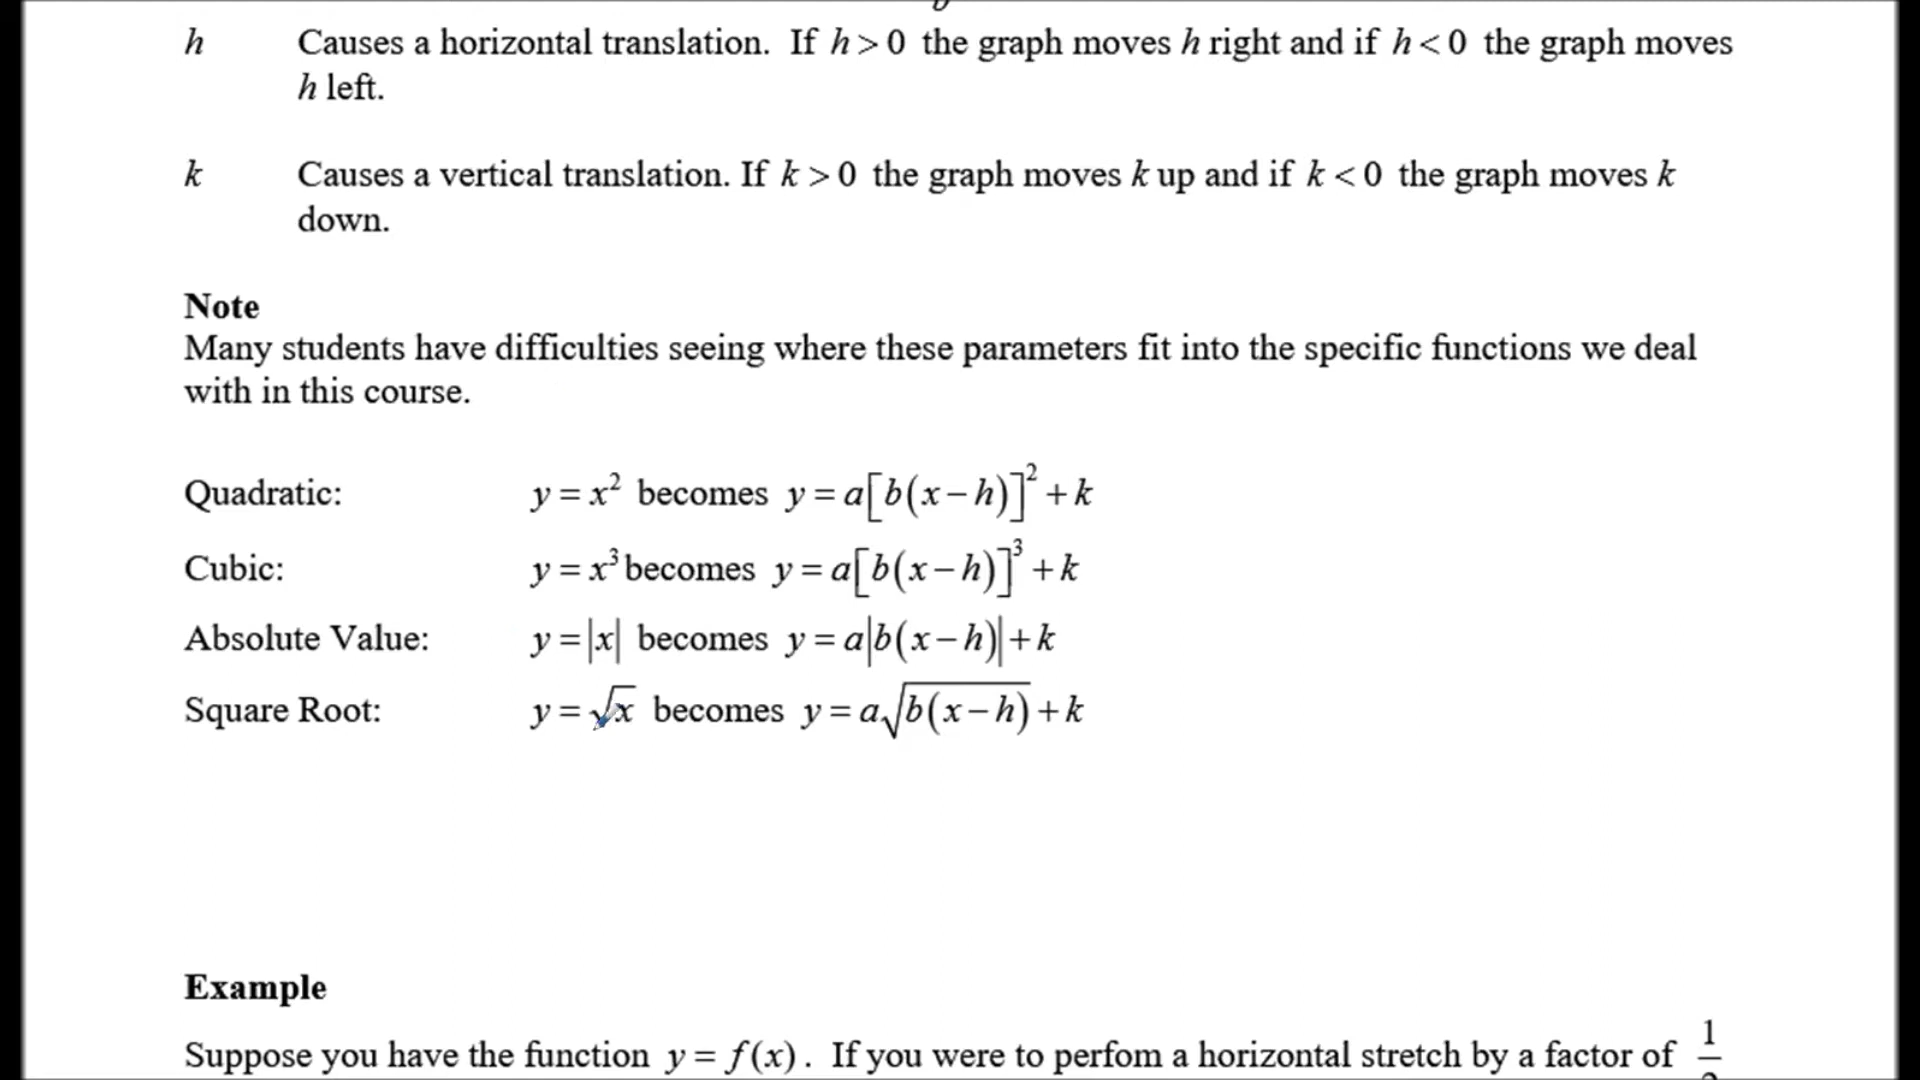 h Causes a horizontal translation. If h > 0 the graph moves h right and if h < 0 the graph moves
h left.
k Causes a vertical translation. If k > 0 the graph moves k up and if k < 0 the graph moves k
down.
Note
Many students have difficulties seeing where these parameters fit into the specific functions we deal
with in this course.
Quadratic: y = x² becomes y = a[b(x − h)]² + k
Cubic: y = x³ becomes y = a[b(x − h)]³ + k
Absolute Value: y = |x| becomes y = a|b(x − h)| + k
Square Root: y = √x becomes y = a√(b(x − h)) + k
Example
Suppose you have the function y = f(x). If you were to perfom a horizontal stretch by a factor of 1